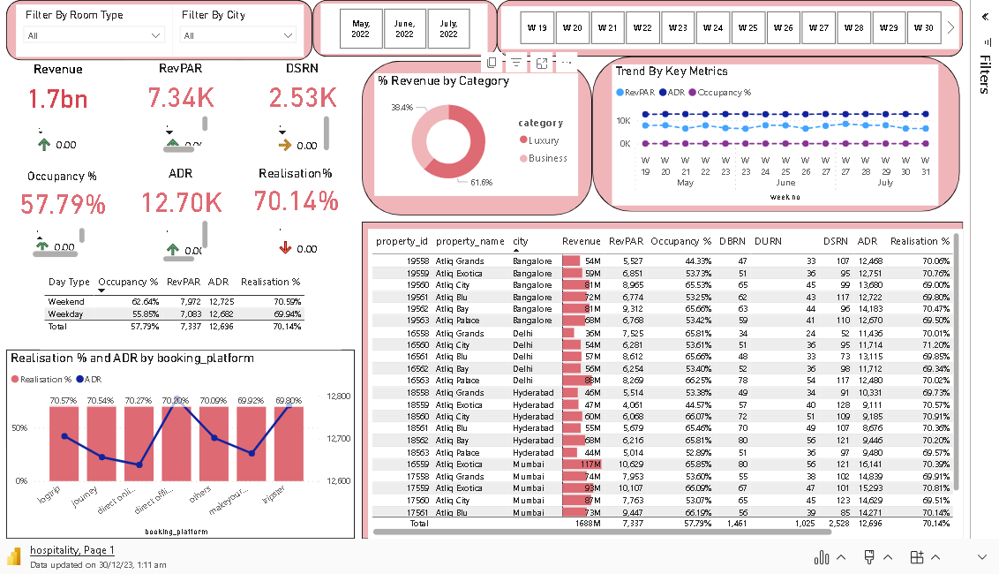 Filter By Room Type
All
Filter By City
All
May, 2022
June, 2022
July, 2022
W 19 W 20 W 21 W22 W 23 W 24 W 25 W 26 W 27 W 28 W29 W 30
Filters
Revenue
1.7bn
0.00
RevPAR
7.34K
DSRN
2.53K
0.00
Occupancy %
57.79%
0.00
ADR
12.70K
Realisation%
70.14%
0.00
% Revenue by Category
38.4%
61.6%
category
Luxury
Business
Trend By Key Metrics
RevPAR ADR Occupancy %
10K
0K
W 19 W 20 W 21 W 22 W 23 W 24 W 25 W 26 W 27 W 28 W 29 W 30 W 31
May June July
week no
Day Type Occupancy % RevPAR ADR Realisation %
Weekend 62.64% 7,972 12,725 70.59%
Weekday 55.85% 7,083 12,682 69.94%
Total 57.79% 7,337 12,696 70.14%
Realisation % and ADR by booking_platform
Realisation % ADR
70.57% 70.54% 70.27% 70.20% 70.09% 69.92% 69.80%
50%
0%
12,800
12,700
12,600
logtrip journey direct onli... direct offli... others makeyour... tripster
booking_platform
property_id property_name city Revenue RevPAR Occupancy % DBRN DURN DSRN ADR Realisation %
19558 Atliq Grands Bangalore 54M 5,527 44.33% 47 33 107 12,468 70.06%
19559 Atliq Exotica Bangalore 59M 6,851 53.73% 51 36 95 12,751 70.76%
19560 Atliq City Bangalore 81M 8,965 65.53% 65 45 99 13,680 69.00%
19561 Atliq Blu Bangalore 72M 6,774 53.25% 62 43 117 12,722 69.80%
19562 Atliq Bay Bangalore 81M 9,312 65.66% 63 44 96 14,183 70.47%
19563 Atliq Palace Bangalore 68M 6,768 53.42% 59 41 110 12,670 69.50%
16558 Atliq Grands Delhi 36M 7,525 65.81% 34 24 52 11,436 70.01%
16560 Atliq City Delhi 54M 6,281 53.61% 51 36 95 11,714 71.20%
16561 Atliq Blu Delhi 57M 8,612 65.66% 48 33 73 13,115 69.85%
16562 Atliq Bay Delhi 56M 6,254 53.40% 52 36 98 11,712 69.34%
16563 Atliq Palace Delhi 88M 8,269 66.25% 78 54 117 12,480 70.02%
18558 Atliq Grands Hyderabad 46M 5,514 53.38% 49 34 91 10,331 69.73%
18559 Atliq Exotica Hyderabad 47M 4,061 44.57% 57 40 128 9,111 70.57%
18560 Atliq City Hyderabad 60M 6,068 66.07% 72 51 109 9,185 70.91%
18561 Atliq Blu Hyderabad 55M 5,679 65.46% 70 49 107 8,676 70.36%
18562 Atliq Bay Hyderabad 68M 6,216 65.81% 80 56 121 9,446 70.20%
18563 Atliq Palace Hyderabad 44M 5,014 52.89% 51 36 97 9,480 69.57%
16559 Atliq Exotica Mumbai 117M 10,629 65.85% 80 56 121 16,141 70.39%
17558 Atliq Grands Mumbai 74M 7,953 53.60% 55 38 102 14,839 69.91%
17559 Atliq Exotica Mumbai 93M 10,107 66.09% 67 47 101 15,293 70.81%
17560 Atliq City Mumbai 87M 7,763 53.07% 65 45 123 14,629 69.51%
17561 Atliq Blu Mumbai 73M 9,447 66.19% 56 39 85 14,271 70.14%
Total 1688M 7,337 57.79% 1,461 1,025 2,528 12,696 70.14%
hospitality, Page 1
Data updated on 30/12/23, 1:11 am